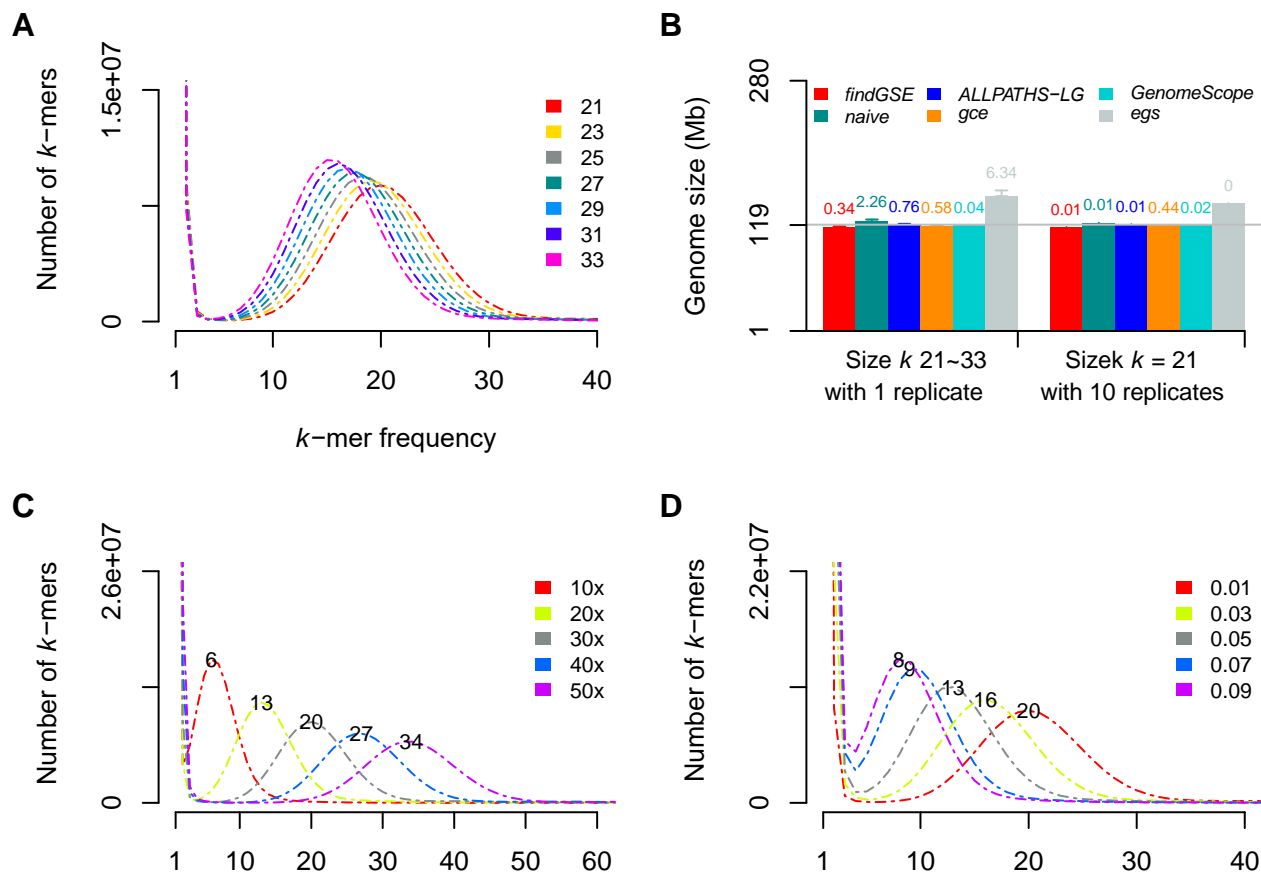 A
Number of k−mers
1.5e+07
0
21
23
25
27
29
31
33
1 10 20 30 40
k−mer frequency
B
Genome size (Mb)
280
119
1
findGSE ALLPATHS−LG GenomeScope
naive gce egs
0.34 2.26 0.76 0.58 0.04 6.34 0.01 0.01 0.01 0.44 0.02 0
Size k 21~33 Sizek k = 21
with 1 replicate with 10 replicates
C
Number of k−mers
2.6e+07
0
10x
20x
30x
40x
50x
6 13 20 27 34
1 10 20 30 40 50 60
D
Number of k−mers
2.2e+07
0
0.01
0.03
0.05
0.07
0.09
8 9 13 16 20
1 10 20 30 40